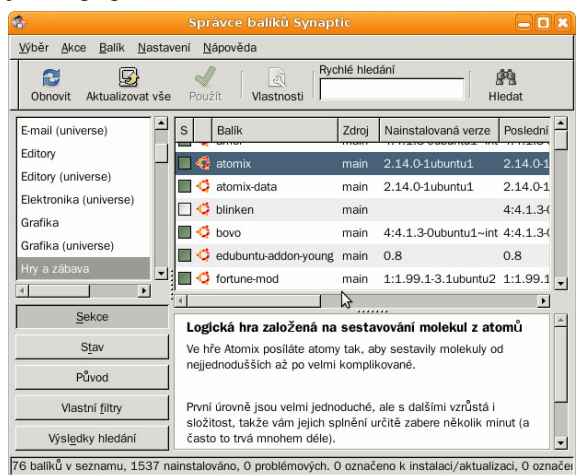 Správce balíků Synaptic
Výběr Akce Balík Nastavení Nápověda
Obnovit Aktualizovat vše Použít Vlastnosti Rychlé hledání Hledat
E-mail (universe)
Editory
Editory (universe)
Elektronika (universe)
Grafika
Grafika (universe)
Hry a zábava
S Balík Zdroj Nainstalovaná verze Poslední
atomix main 2.14.0-1ubuntu1 2.14.0-1
atomix-data main 2.14.0-1ubuntu1 2.14.0-1
blinken main 4:4.1.3-0
bovo main 4:4.1.3-0ubuntu1~int 4:4.1.3-0
edubuntu-addon-young main 0.8 0.8
fortune-mod main 1:1.99.1-3.1ubuntu2 1:1.99.1
Sekce
Stav
Původ
Vlastní filtry
Výsledky hledání
Logická hra založená na sestavování molekul z atomů
Ve hře Atomix posíláte atomy tak, aby sestavily molekuly od
nejjednodušších až po velmi komplikované.
První úrovně jsou velmi jednoduché, ale s dalšími vzrůstá i
složitost, takže vám jejich splnění určitě zabere několik minut (a
často to trvá mnohem déle).
76 balíků v seznamu, 1537 nainstalováno, 0 problémových. 0 označeno k instalaci/aktualizaci, 0 označe